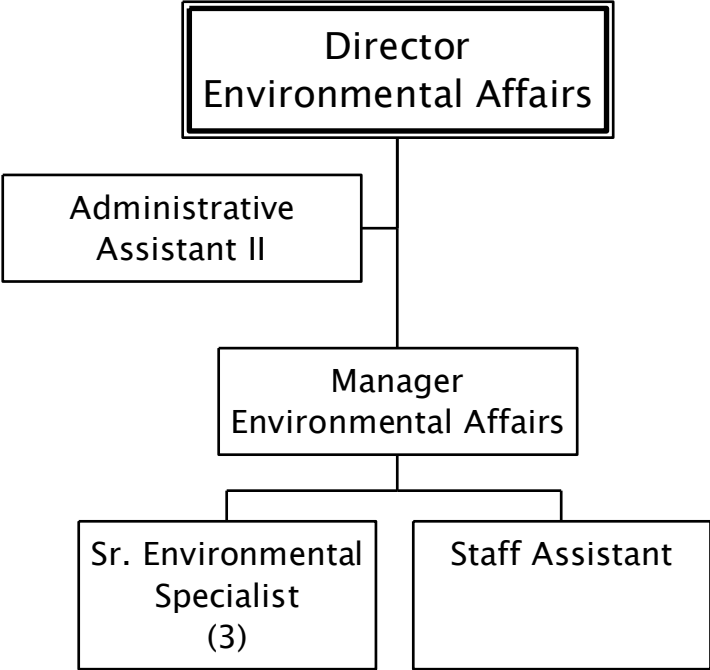 Director
Environmental Affairs
Administrative
Assistant II
Manager
Environmental Affairs
Sr. Environmental
Specialist
(3)
Staff Assistant